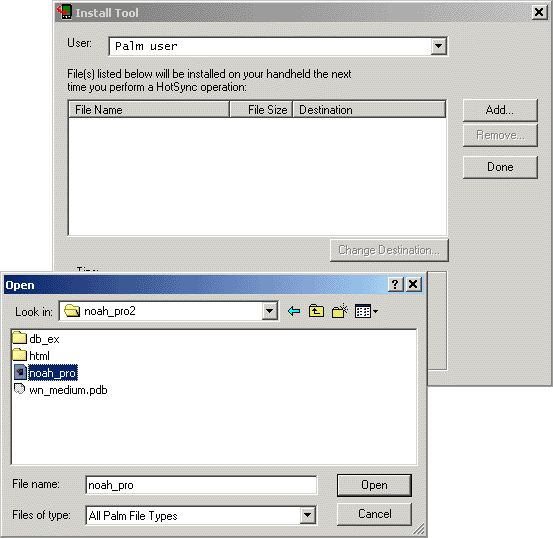 Install Tool
User:
Palm user
File(s) listed below will be installed on your handheld the next
time you perform a HotSync operation:
File Name File Size Destination
Add...
Remove...
Done
Change Destination...
Open
Look in: noah_pro2
db_ex
html
noah_pro
wn_medium.pdb
File name: noah_pro
Open
Files of type: All Palm File Types
Cancel